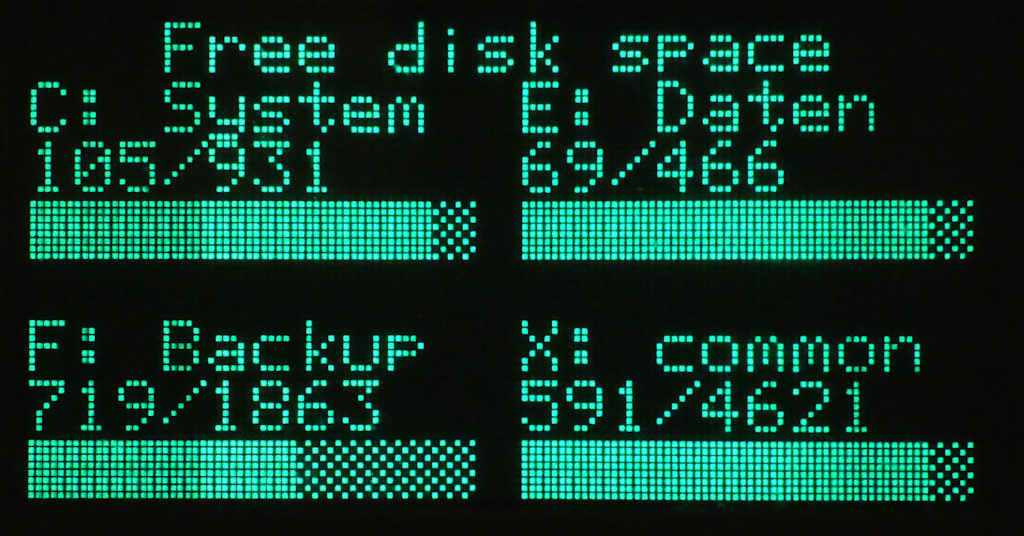 Free disk space
C: System
105/931
E: Daten
69/466
F: Backup
719/1863
X: common
591/4621